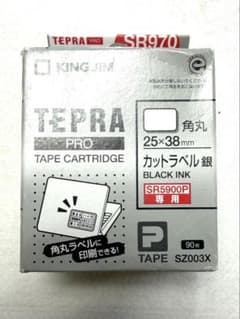 TEPRA PRO SR970
KING JIM
TEPRA
PRO
TAPE CARTRIDGE
角丸
25×38mm
カットラベル 銀
BLACK INK
SR5900P
専用
角丸ラベルに
印刷できる!
P
90枚
TAPE SZ003X